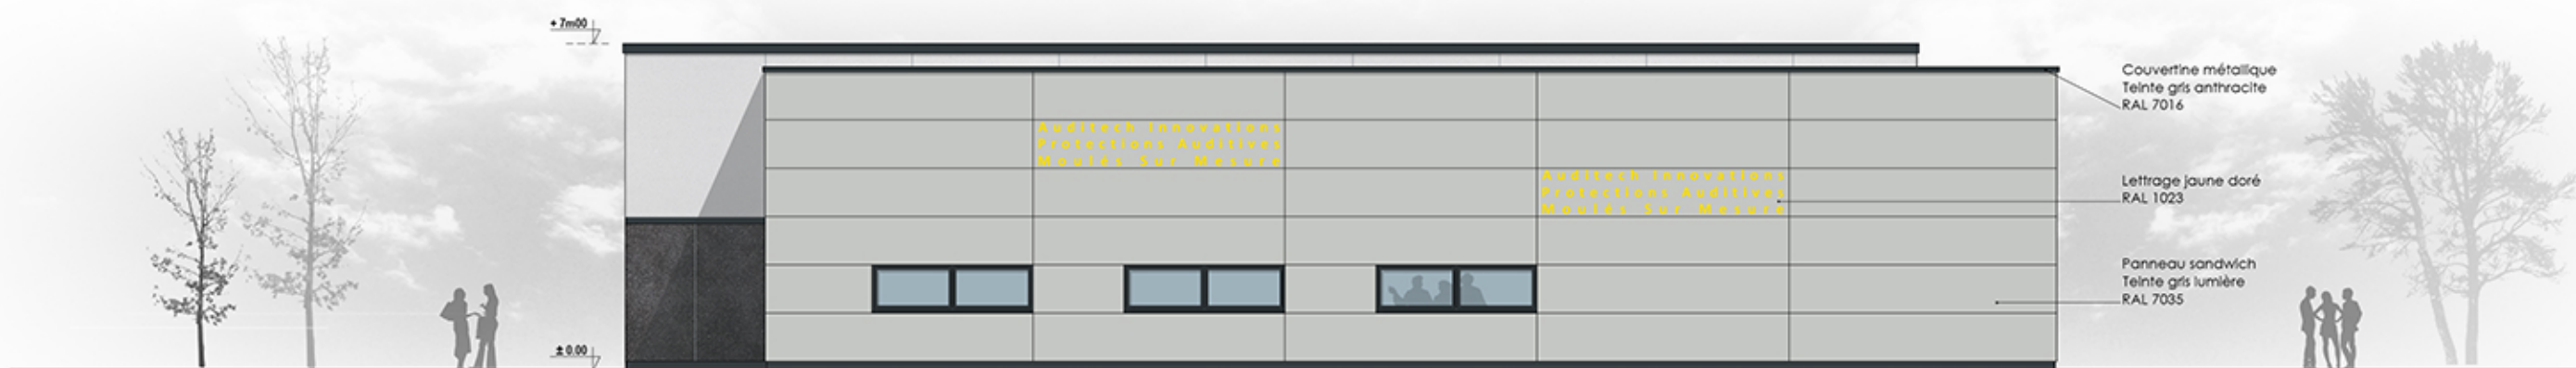 + 7m00
Auditech Innovations
Protections Auditives
Moulés Sur Mesure
Auditech Innovations
Protections Auditives
Moulés Sur Mesure
± 0.00
Couvertine métallique
Teinte gris anthracite
RAL 7016
Lettrage jaune doré
RAL 1023
Panneau sandwich
Teinte gris lumière
RAL 7035